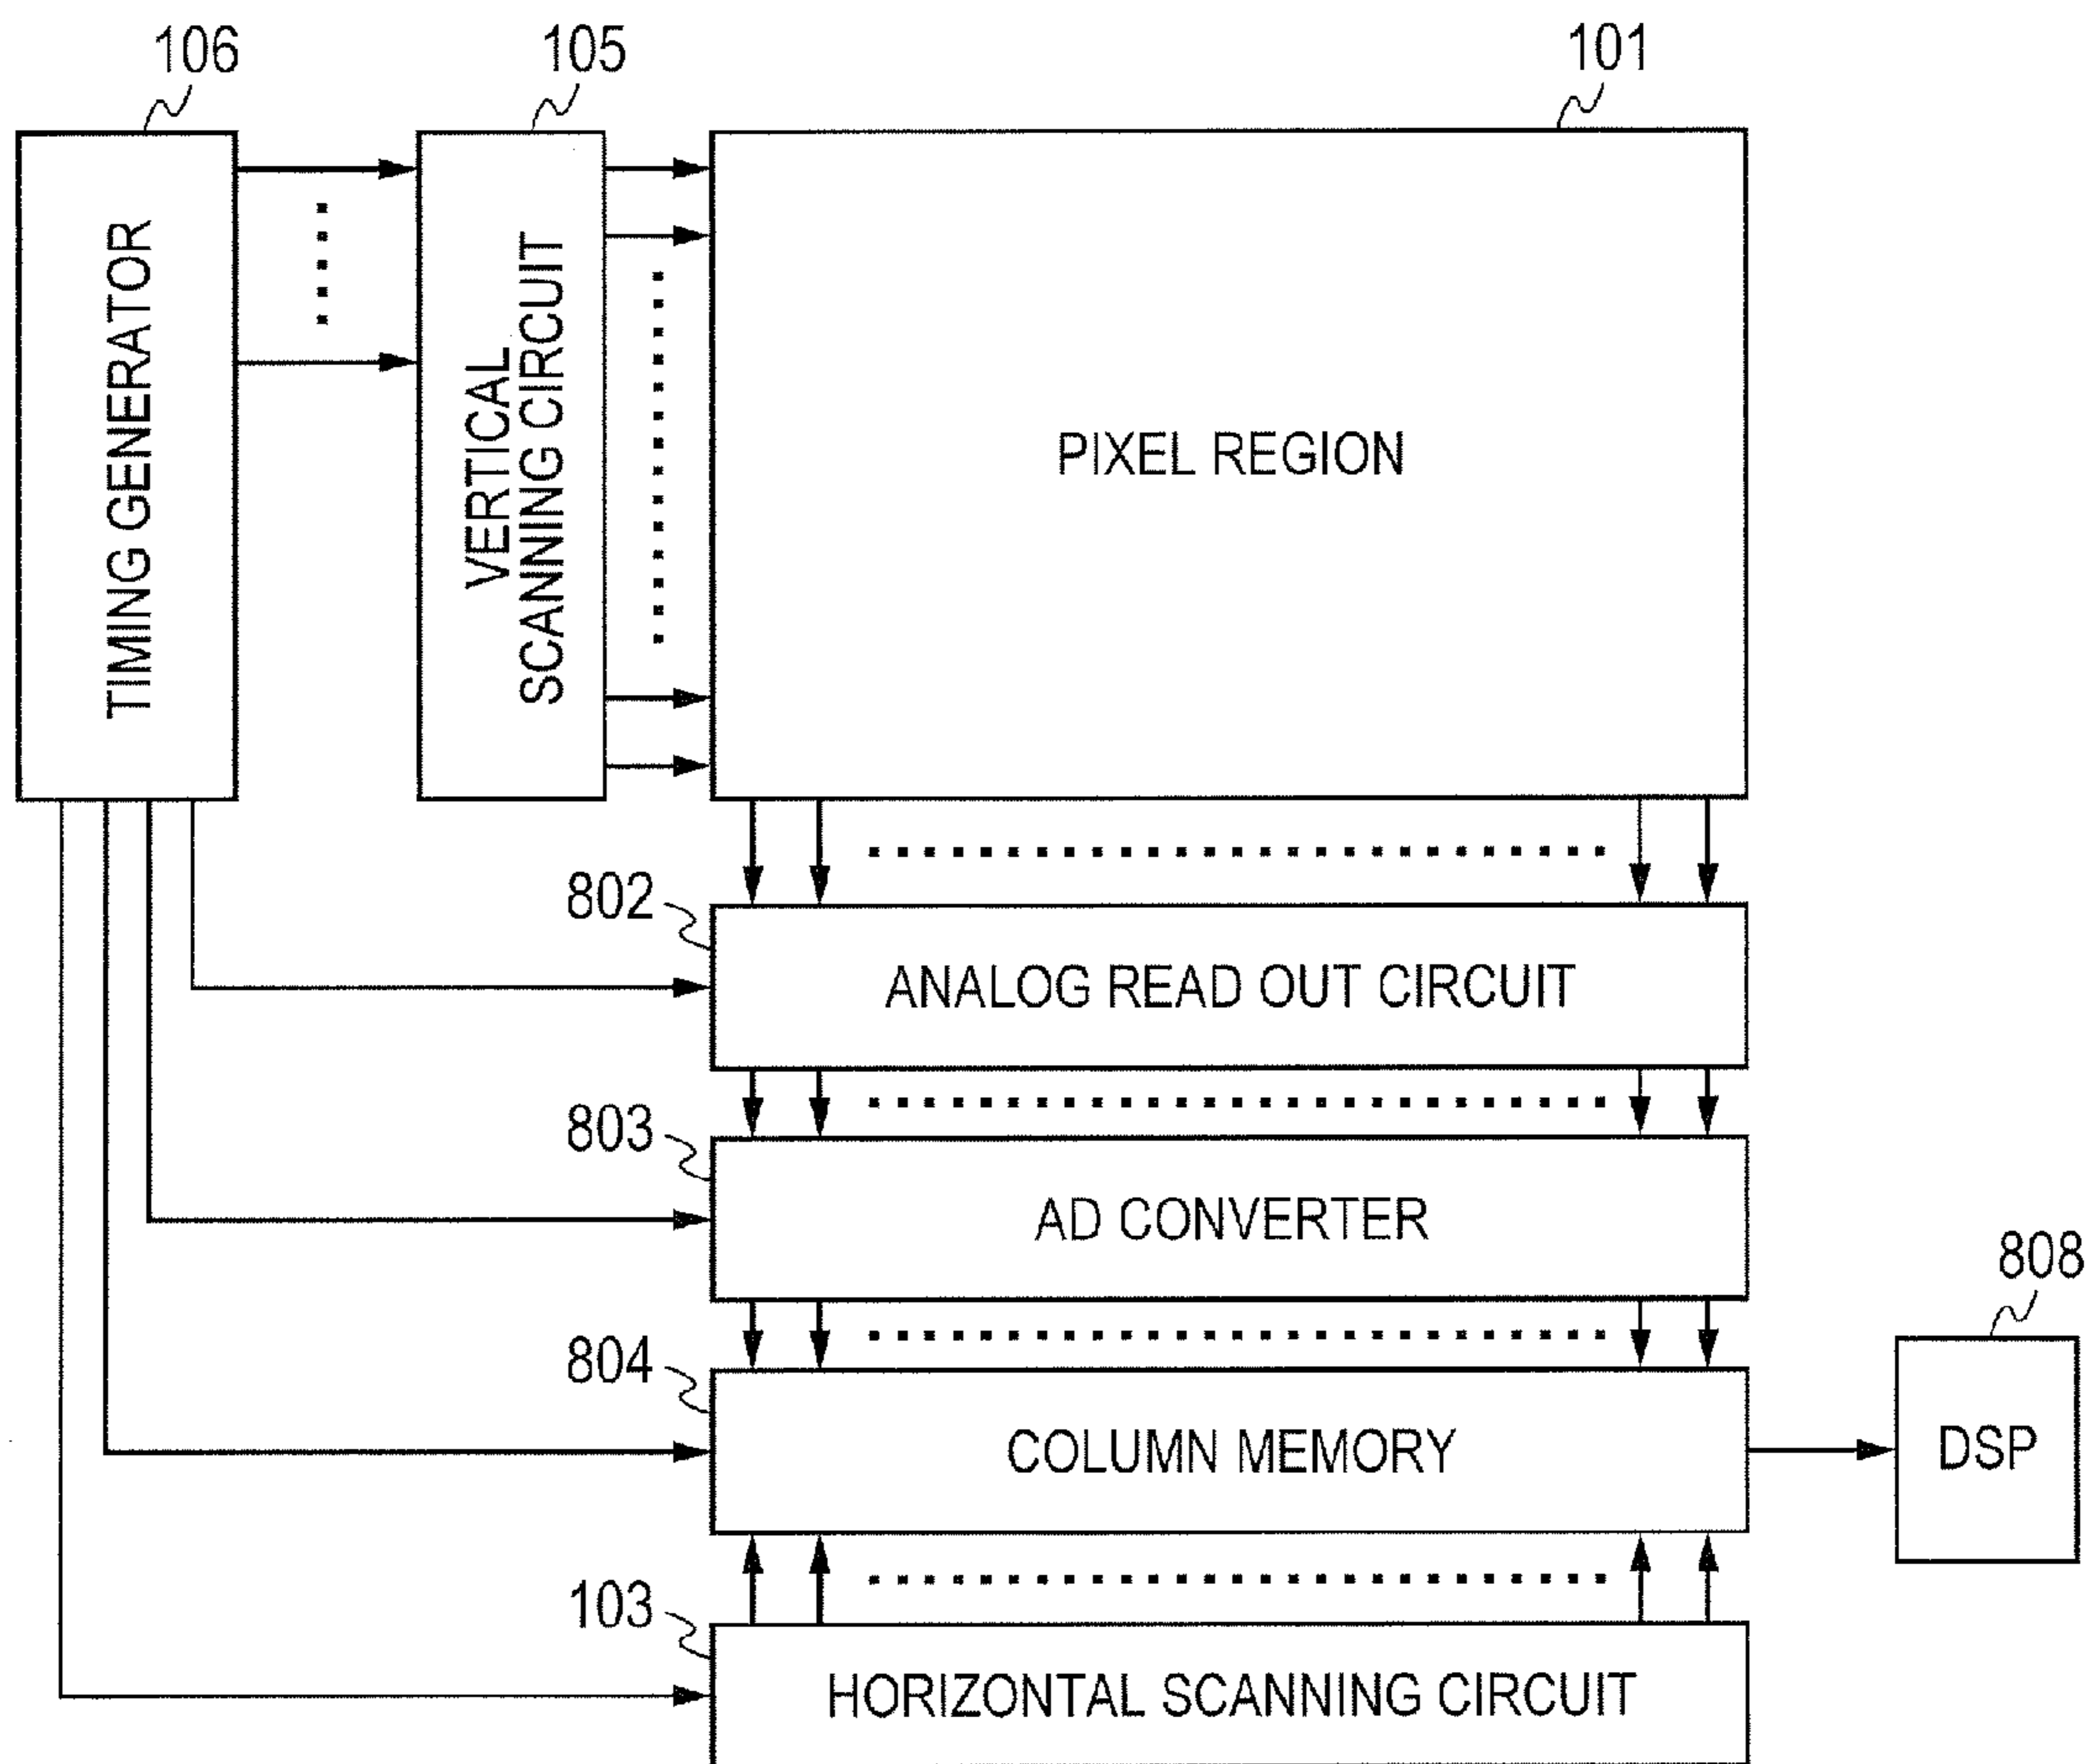 106
105
101
TIMING GENERATOR
VERTICAL
SCANNING CIRCUIT
PIXEL REGION
802
ANALOG READ OUT CIRCUIT
803
AD CONVERTER
808
804
COLUMN MEMORY
DSP
103
HORIZONTAL SCANNING CIRCUIT